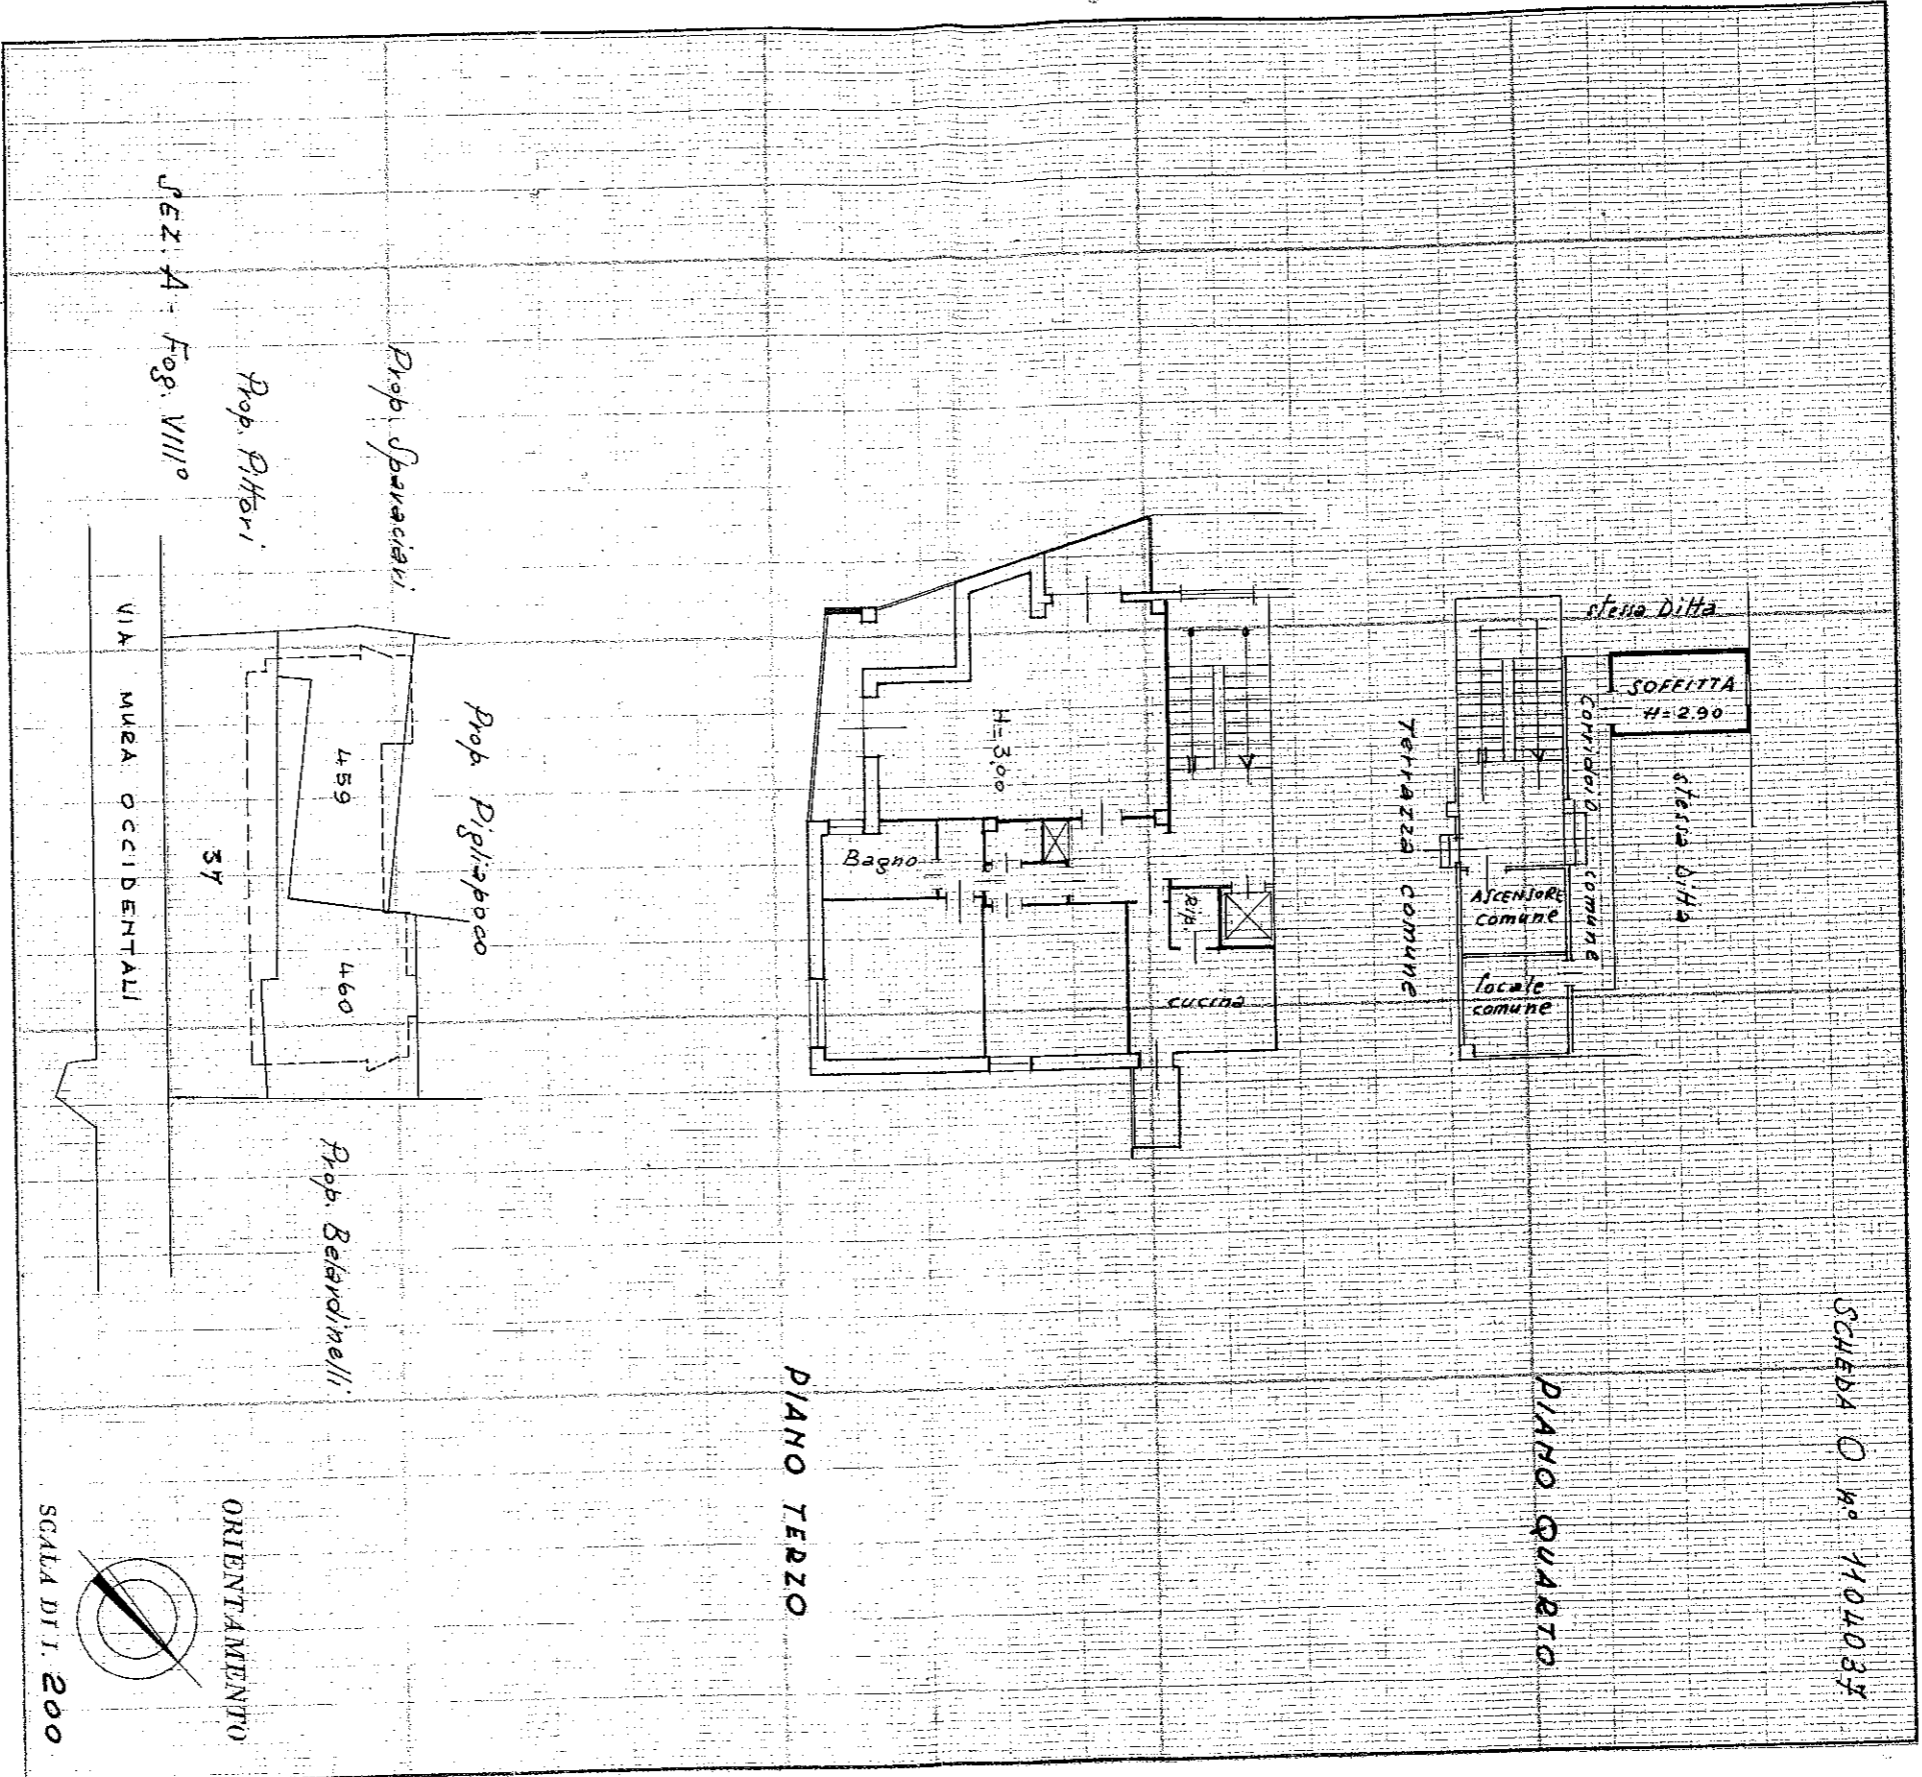 SCHEDA O n° 1104037
PIANO QUARTO
stessa Ditta
SOFFITTA
H=2.90
stessa Ditta
Corridoio comune
ASCENSORE
comune
locale
comune
Terrazza comune
PIANO TERZO
H=3,00
Bagno
Rip.
cucina
Prop. Sparaciari
Prop. Pigliapoco
Prop. Pittori
Prop. Belardinelli
459
460
37
SEZ. A - Fog. VIII°
VIA MURA OCCIDENTALI
ORIENTAMENTO
SCALA DI 1: 200